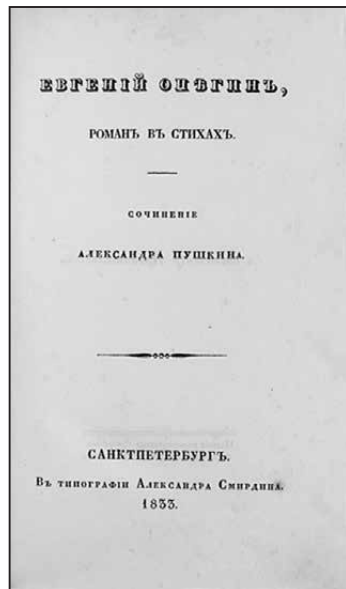 ЕВГЕНІЙ ОНѢГИНЪ,
РОМАНЪ ВЪ СТИХАХЪ.
СОЧИНЕНІЕ
АЛЕКСАНДРА ПУШКИНА.
САНКТПЕТЕРБУРГЪ.
Въ типографіи Александра Смирдина.
1833.